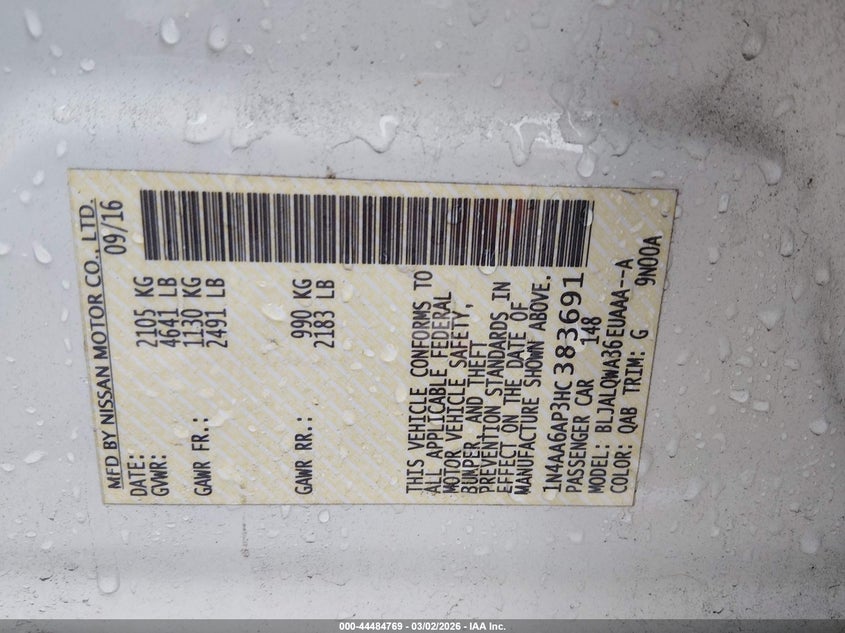 MFD BY NISSAN MOTOR CO., LTD.
DATE: 09/16
GVWR: 2105 KG
4641 LB
GAWR FR.: 1130 KG
2491 LB
GAWR RR.: 990 KG
2183 LB
THIS VEHICLE CONFORMS TO
ALL APPLICABLE FEDERAL
MOTOR VEHICLE SAFETY,
BUMPER, AND THEFT
PREVENTION STANDARDS IN
EFFECT ON THE DATE OF
MANUFACTURE SHOWN ABOVE.
1N4AA6AP3HC383691
PASSENGER CAR 148
MODEL: BLJALQWA36EUAAA--A
COLOR: QAB TRIM: G 9N00A
000-44484769 - 03/02/2026 - IAA Inc.